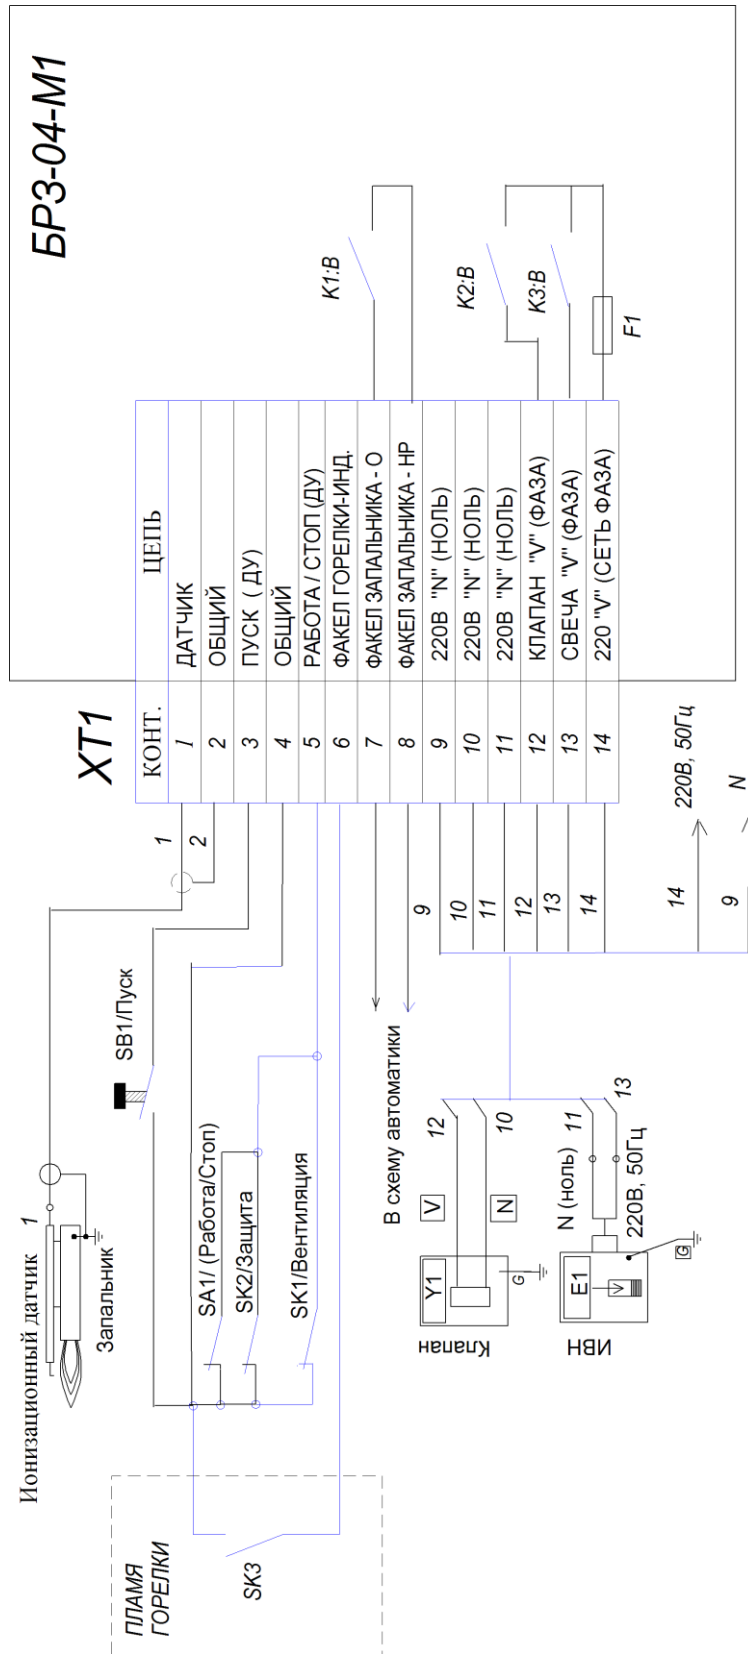 БРЗ-04-М1
ХТ1
КОНТ. ЦЕПЬ
1 ДАТЧИК
2 ОБЩИЙ
3 ПУСК ( ДУ)
4 ОБЩИЙ
5 РАБОТА / СТОП (ДУ)
6 ФАКЕЛ ГОРЕЛКИ-ИНД.
7 ФАКЕЛ ЗАПАЛЬНИКА - О
8 ФАКЕЛ ЗАПАЛЬНИКА - НР
9 220В "N" (НОЛЬ)
10 220В "N" (НОЛЬ)
11 220В "N" (НОЛЬ)
12 КЛАПАН "V" (ФАЗА)
13 СВЕЧА "V" (ФАЗА)
14 220 "V" (СЕТЬ ФАЗА)
K1:B
K2:B
K3:B
F1
Ионизационный датчик
1
Запальник
1
2
SB1/Пуск
SA1/ (Работа/Стоп)
SK2/Защита
SK1/Вентиляция
ПЛАМЯ
ГОРЕЛКИ
SK3
В схему автоматики
9
10
11
12
13
14
14
220В, 50Гц
9
N
12
V
10
N
Y1
G
Клапан
11
N (ноль)
13
220В, 50Гц
E1
V
G
ИВН